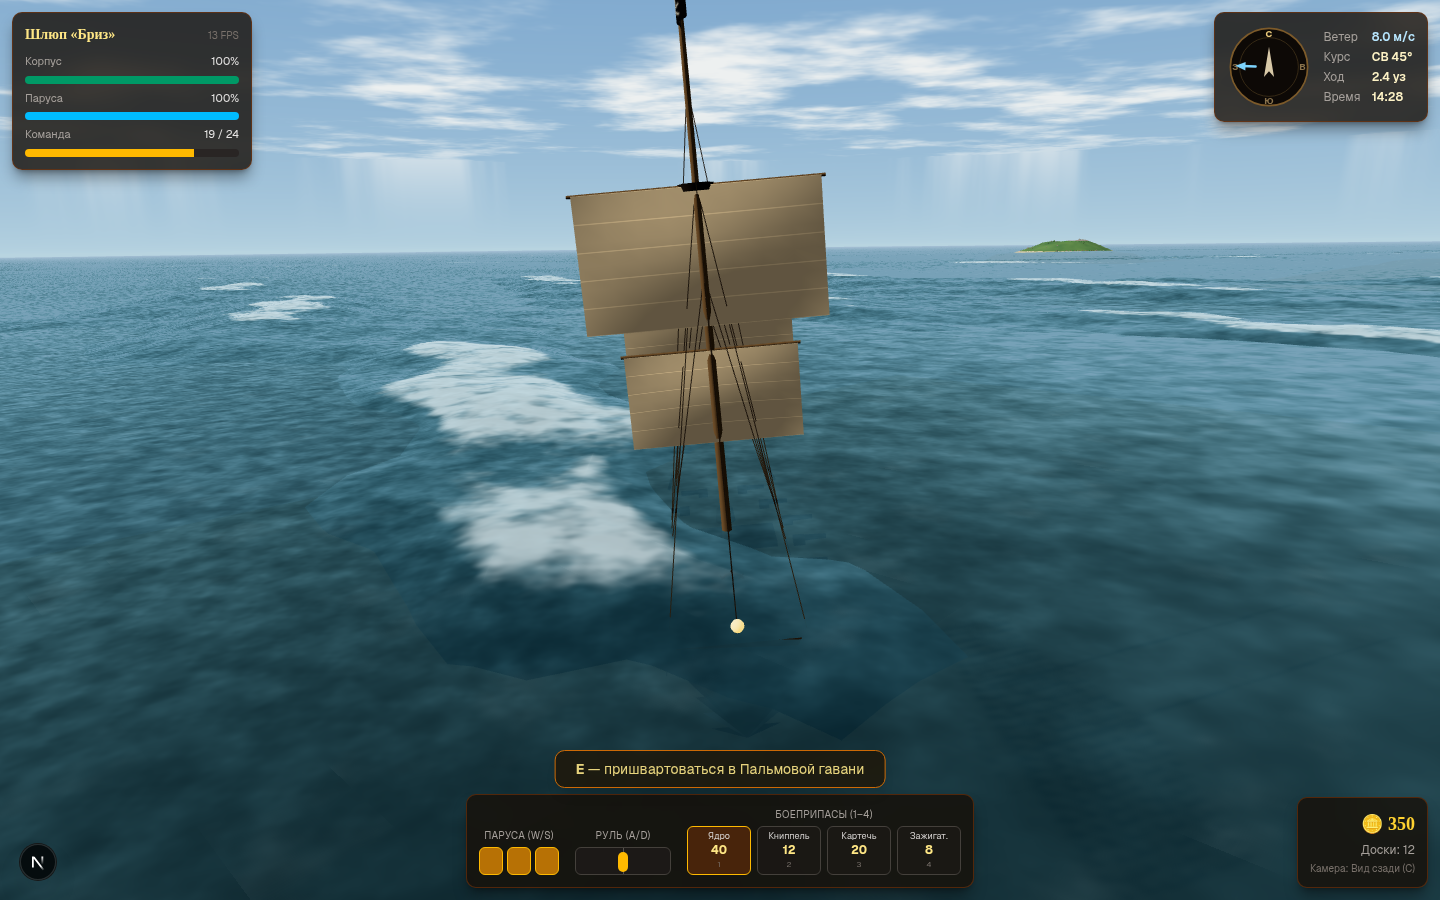 Шлюп «Бриз»
13 FPS
Корпус 100%
Паруса 100%
Команда 19 / 24
С
З В
Ю
Ветер 8.0 м/с
Курс СВ 45°
Ход 2.4 уз
Время 14:28
E — пришвартоваться в Пальмовой гавани
БОЕПРИПАСЫ (1–4)
ПАРУСА (W/S)
РУЛЬ (A/D)
Ядро
40
1
Книппель
12
2
Картечь
20
3
Зажигат.
8
4
350
Доски: 12
Камера: Вид сзади (C)
N